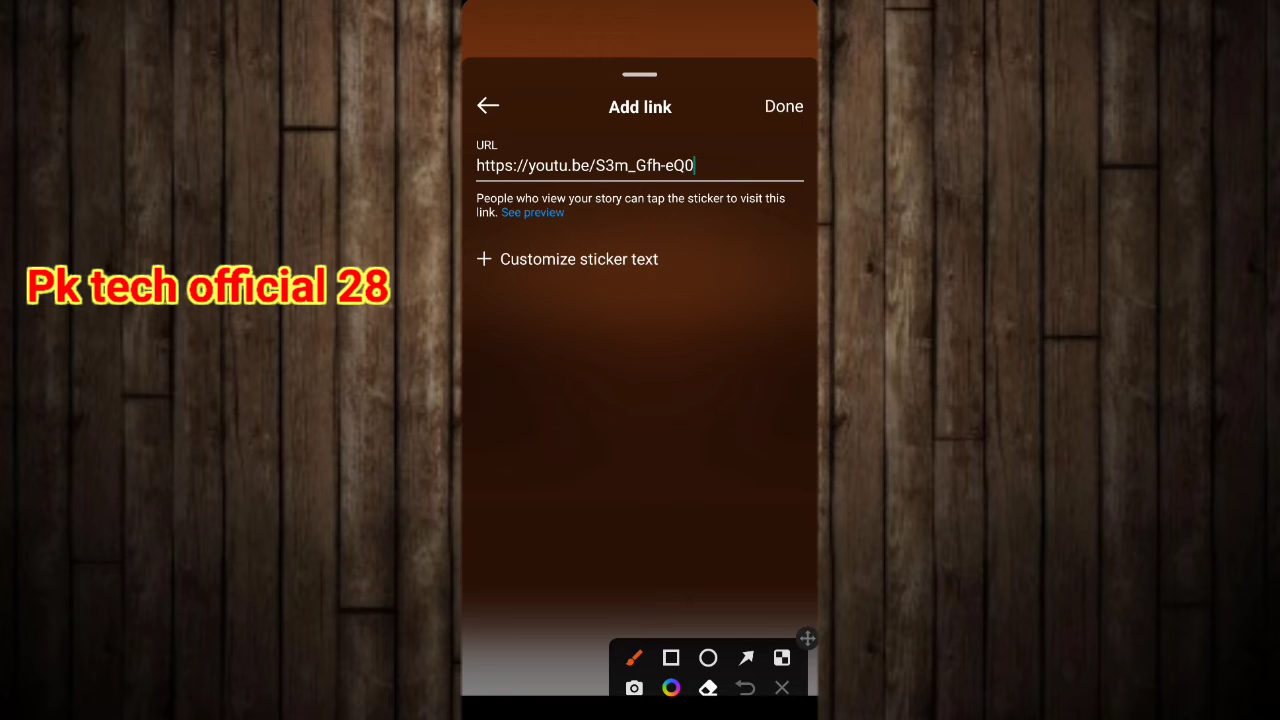 Add link
Done
URL
https://youtu.be/S3m_Gfh-eQ0
People who view your story can tap the sticker to visit this
link. See preview
+ Customize sticker text
Pk tech official 28